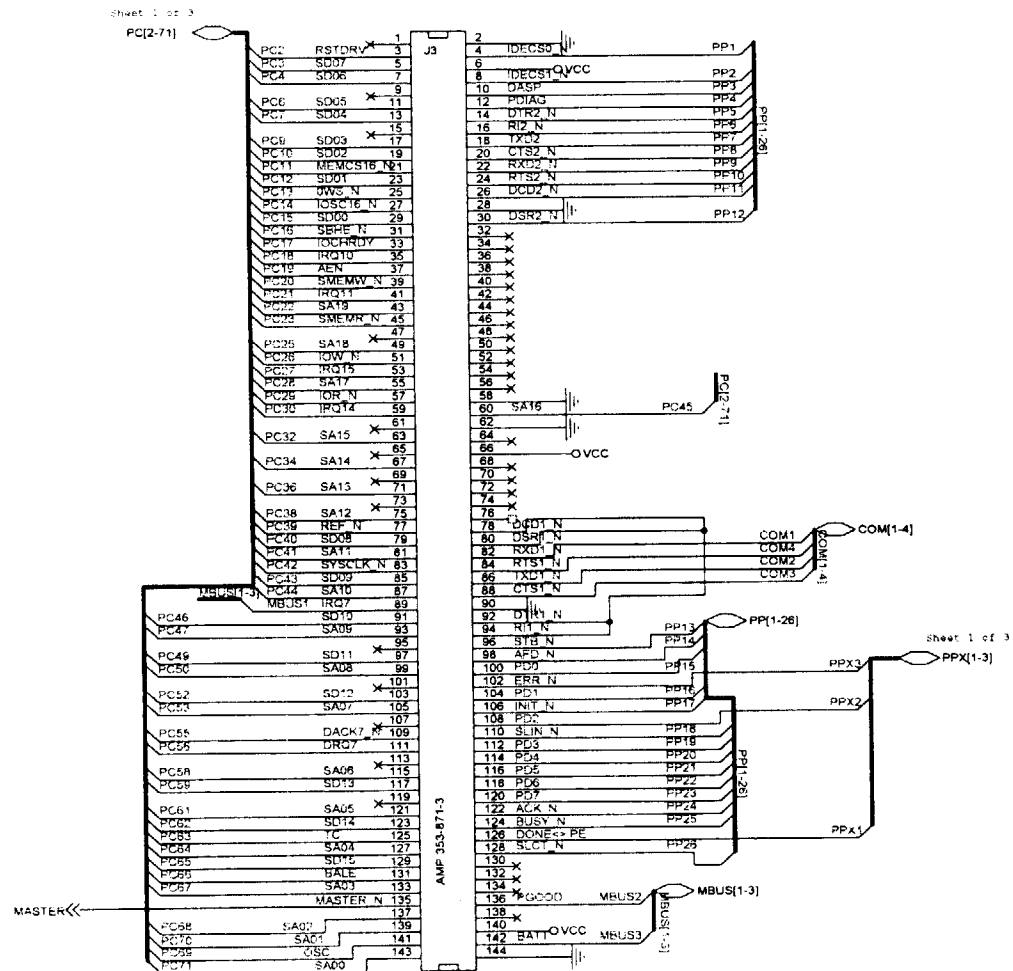 Sheet 1 of 3
PC[2-71]
J3
1
2
PC2 RSTDRV 3
4 IDECS0_N PP1
PC3 SD07 5
6 VCC
PC4 SD06 7
8 IDECS1_N PP2
9
10 DASP PP3
PC6 SD05 11
12 PDIAG PP4
PC7 SD04 13
14 DTR2_N PP5
15
16 RI2_N PP6
PC9 SD03 17
18 TXD2 PP7
PC10 SD02 19
20 CTS2_N PP8
PC11 MEMCS16_N 21
22 RXD2_N PP9
PC12 SD01 23
24 RTS2_N PP10
PC13 0WS_N 25
26 DCD2_N PP11
PC14 IOSC16_N 27
28
PC15 SD00 29
30 DSR2_N PP12
PP[1-26]
PC16 SBHE_N 31
32
PC17 IOCHRDY 33
34
PC18 IRQ10 35
36
PC19 AEN 37
38
PC20 SMEMW_N 39
40
PC21 IRQ11 41
42
PC22 SA19 43
44
PC23 SMEMR_N 45
46
47
48
PC25 SA18 49
50
PC26 IOW_N 51
52
PC27 IRQ15 53
54
PC28 SA17 55
56
PC29 IOR_N 57
58
PC30 IRQ14 59
60 SA16 PC45
PC[2-71]
61
62
PC32 SA15 63
64
65
66 VCC
PC34 SA14 67
68
69
70
PC36 SA13 71
72
73
74
PC38 SA12 75
76
PC39 REF_N 77
78 DCD1_N
PC40 SD08 79
80 DSR1_N COM1
PC41 SA11 81
82 RXD1_N COM4
PC42 SYSCLK_N 83
84 RTS1_N COM2
PC43 SD09 85
86 TXD1_N COM3
PC44 SA10 87
88 CTS1_N
COM[1-4]
COM[1-4]
MBUS[1-3]
MBUS1 IRQ7 89
90
PC46 SD10 91
92 DTR1_N
PC47 SA09 93
94 RI1_N
95
96 STB_N PP13
PC49 SD11 97
98 AFD_N PP14
PC50 SA08 99
100 PD0 PP15
PP[1-26]
Sheet 1 of 3
PPX[1-3]
101
102 ERR_N PPX3
PC52 SD12 103
104 PD1 PP16
PC53 SA07 105
106 INIT_N PP17
107
108 PD2 PPX2
PC55 DACK7_N 109
110 SLIN_N PP18
PC56 DRQ7 111
112 PD3 PP19
113
114 PD4 PP20
PC58 SA06 115
116 PD5 PP21
PC59 SD13 117
118 PD6 PP22
119
120 PD7 PP23
PC61 SA05 121
122 ACK_N PP24
PC62 SD14 123
124 BUSY_N PP25
PC63 TC 125
126 DONE<>PE PPX1
PC64 SA04 127
128 SLCT_N PP26
PP[1-26]
PC65 SD15 129
130
PC66 BALE 131
132
PC67 SA03 133
134
MASTER
MASTER_N 135
136 PGOOD MBUS2
MBUS[1-3]
137
138
PC68 SA02 139
140 VCC
PC70 SA01 141
142 BATT MBUS3
MBUS[1-3]
PC69 OSC 143
144
PC71 SA00
AMP 353-871-3